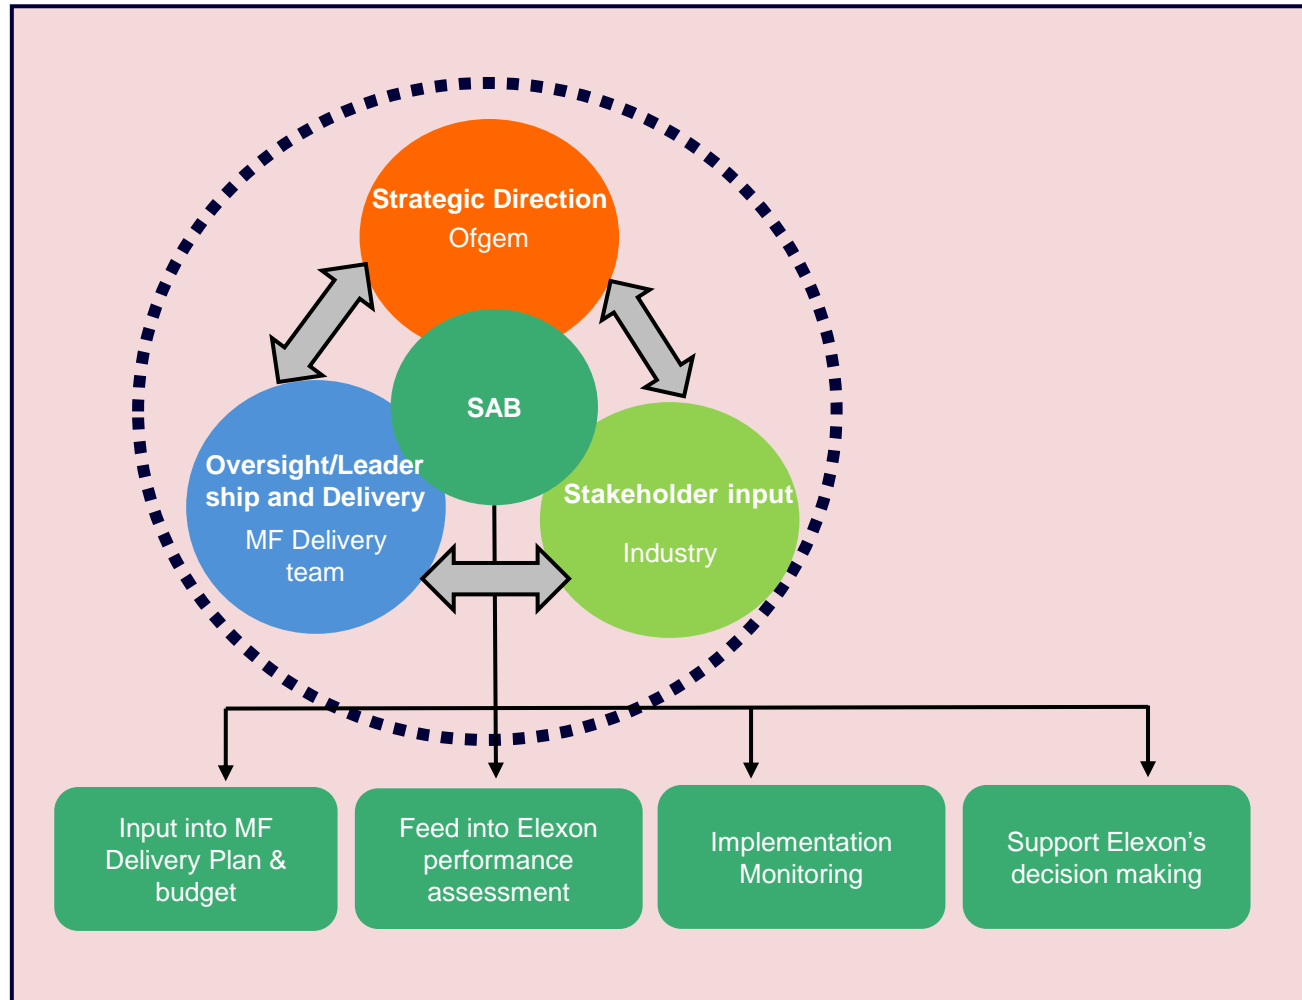 Strategic Direction
Ofgem
SAB
Oversight/Leader
ship and Delivery
MF Delivery
team
Stakeholder input
Industry
Input into MF
Delivery Plan &
budget
Feed into Elexon
performance
assessment
Implementation
Monitoring
Support Elexon’s
decision making